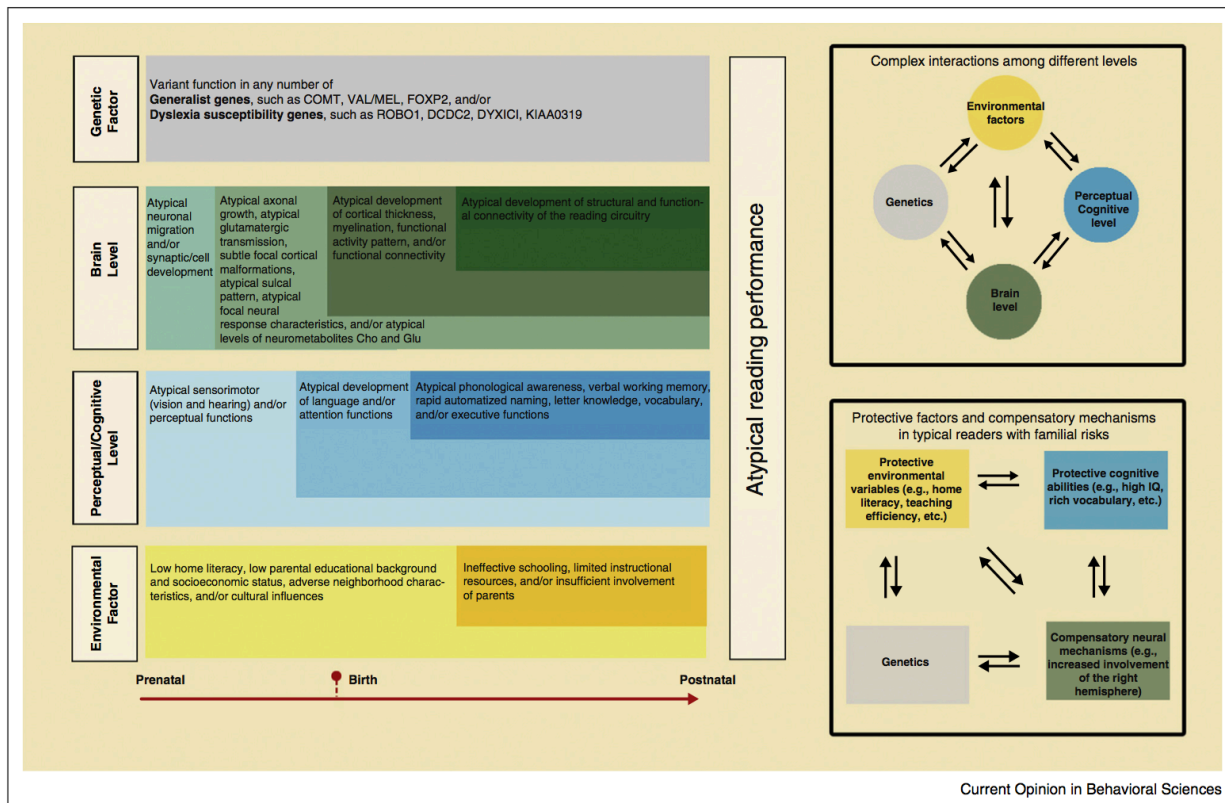 Genetic
Factor
Variant function in any number of
Generalist genes, such as COMT, VAL/MEL, FOXP2, and/or
Dyslexia susceptibility genes, such as ROBO1, DCDC2, DYXICI, KIAA0319
Brain
Level
Atypical
neuronal
migration
and/or
synaptic/cell
development
Atypical axonal
growth, atypical
glutamatergic
transmission,
subtle focal cortical
malformations,
atypical sulcal
pattern, atypical
focal neural
response characteristics, and/or atypical
levels of neurometabolites Cho and Glu
Atypical development
of cortical thickness,
myelination, functional
activity pattern, and/or
functional connectivity
Atypical development of structural and function-
al connectivity of the reading circuitry
Perceptual/Cognitive
Level
Atypical sensorimotor
(vision and hearing) and/or
perceptual functions
Atypical development
of language and/or
attention functions
Atypical phonological awareness, verbal working memory,
rapid automatized naming, letter knowledge, vocabulary,
and/or executive functions
Environmental
Factor
Low home literacy, low parental educational background
and socioeconomic status, adverse neighborhood charac-
teristics, and/or cultural influences
Ineffective schooling, limited instructional
resources, and/or insufficient involvement
of parents
Prenatal
Birth
Postnatal
Atypical reading performance
Complex interactions among different levels
Environmental
factors
Genetics
Perceptual
Cognitive
level
Brain
level
Protective factors and compensatory mechanisms
in typical readers with familial risks
Protective
environmental
variables (e.g., home
literacy, teaching
efficiency, etc.)
Protective cognitive
abilities (e.g., high IQ,
rich vocabulary, etc.)
Genetics
Compensatory neural
mechanisms (e.g.,
increased involvement
of the right
hemisphere)
Current Opinion in Behavioral Sciences